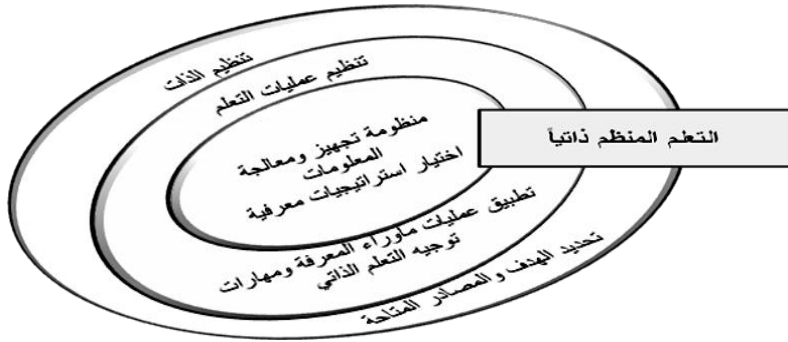 تنظيم الذات
تنظيم عمليات التعلم
منظومة تجهيز ومعالجة
المعلومات
اختيار استراتيجيات معرفية
التعلم المنظم ذاتياً
تطبيق عمليات ماوراء المعرفة ومهارات
توجيه التعلم الذاتي
تحديد الهدف والمصادر المتاحة